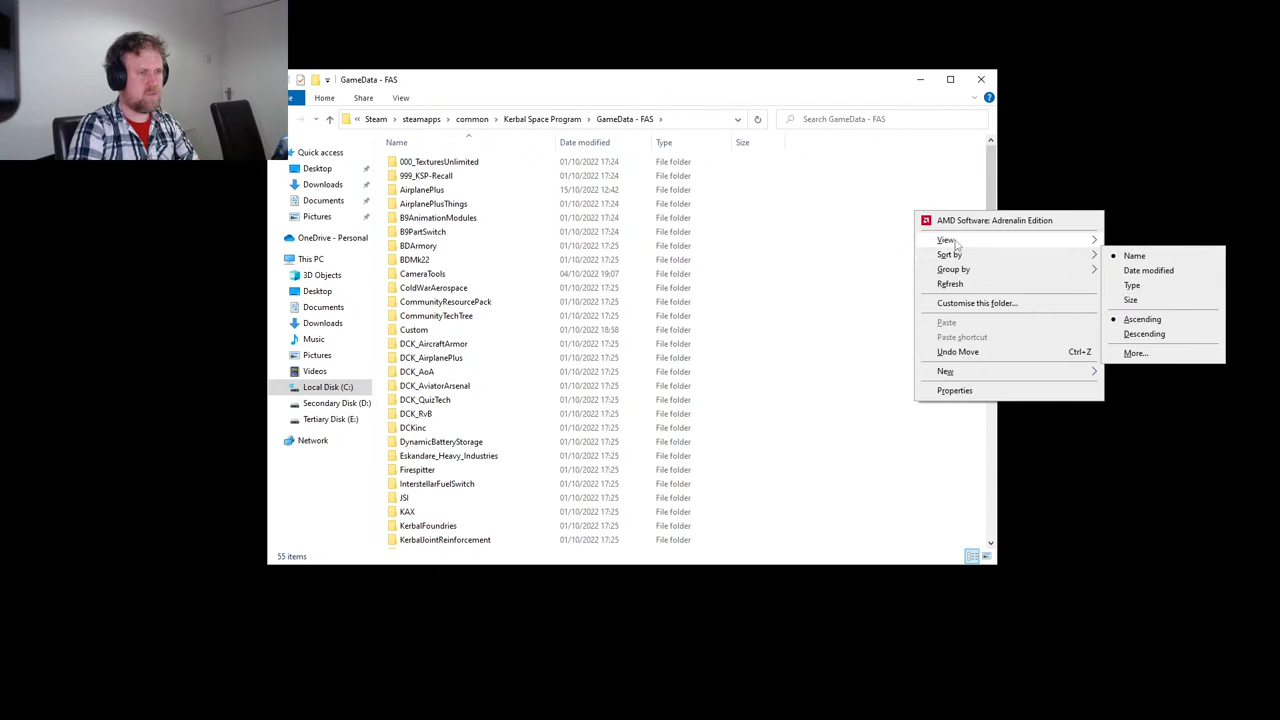 GameData - FAS
Home Share View
Steam steamapps common Kerbal Space Program GameData - FAS Search GameData - FAS
Name Date modified Type Size
Quick access
Desktop
Downloads
Documents
Pictures
OneDrive - Personal
This PC
3D Objects
Desktop
Documents
Downloads
Music
Pictures
Videos
Local Disk (C:)
Secondary Disk (D:)
Tertiary Disk (E:)
Network
000_TexturesUnlimited 01/10/2022 17:24 File folder
999_KSP-Recall 01/10/2022 17:24 File folder
AirplanePlus 15/10/2022 12:42 File folder
AirplanePlusThings 01/10/2022 17:24 File folder
B9AnimationModules 01/10/2022 17:24 File folder
B9PartSwitch 01/10/2022 17:24 File folder
BDArmory 01/10/2022 17:24 File folder
BDMk22 01/10/2022 17:24 File folder
CameraTools 04/10/2022 19:07 File folder
ColdWarAerospace 01/10/2022 17:24 File folder
CommunityResourcePack 01/10/2022 17:24 File folder
CommunityTechTree 01/10/2022 17:24 File folder
Custom 01/10/2022 18:58 File folder
DCK_AircraftArmor 01/10/2022 17:24 File folder
DCK_AirplanePlus 01/10/2022 17:24 File folder
DCK_AoA 01/10/2022 17:24 File folder
DCK_AviatorArsenal 01/10/2022 17:24 File folder
DCK_QuizTech 01/10/2022 17:24 File folder
DCK_RvB 01/10/2022 17:24 File folder
DCKinc 01/10/2022 17:24 File folder
DynamicBatteryStorage 01/10/2022 17:25 File folder
Eskandare_Heavy_Industries 01/10/2022 17:25 File folder
Firespitter 01/10/2022 17:25 File folder
InterstellarFuelSwitch 01/10/2022 17:25 File folder
JSI 01/10/2022 17:25 File folder
KAX 01/10/2022 17:25 File folder
KerbalFoundries 01/10/2022 17:25 File folder
KerbalJointReinforcement 01/10/2022 17:25 File folder
55 items
AMD Software: Adrenalin Edition
View
Sort by
Group by
Refresh
Customise this folder...
Paste
Paste shortcut
Undo Move Ctrl+Z
New
Properties
Name
Date modified
Type
Size
Ascending
Descending
More...